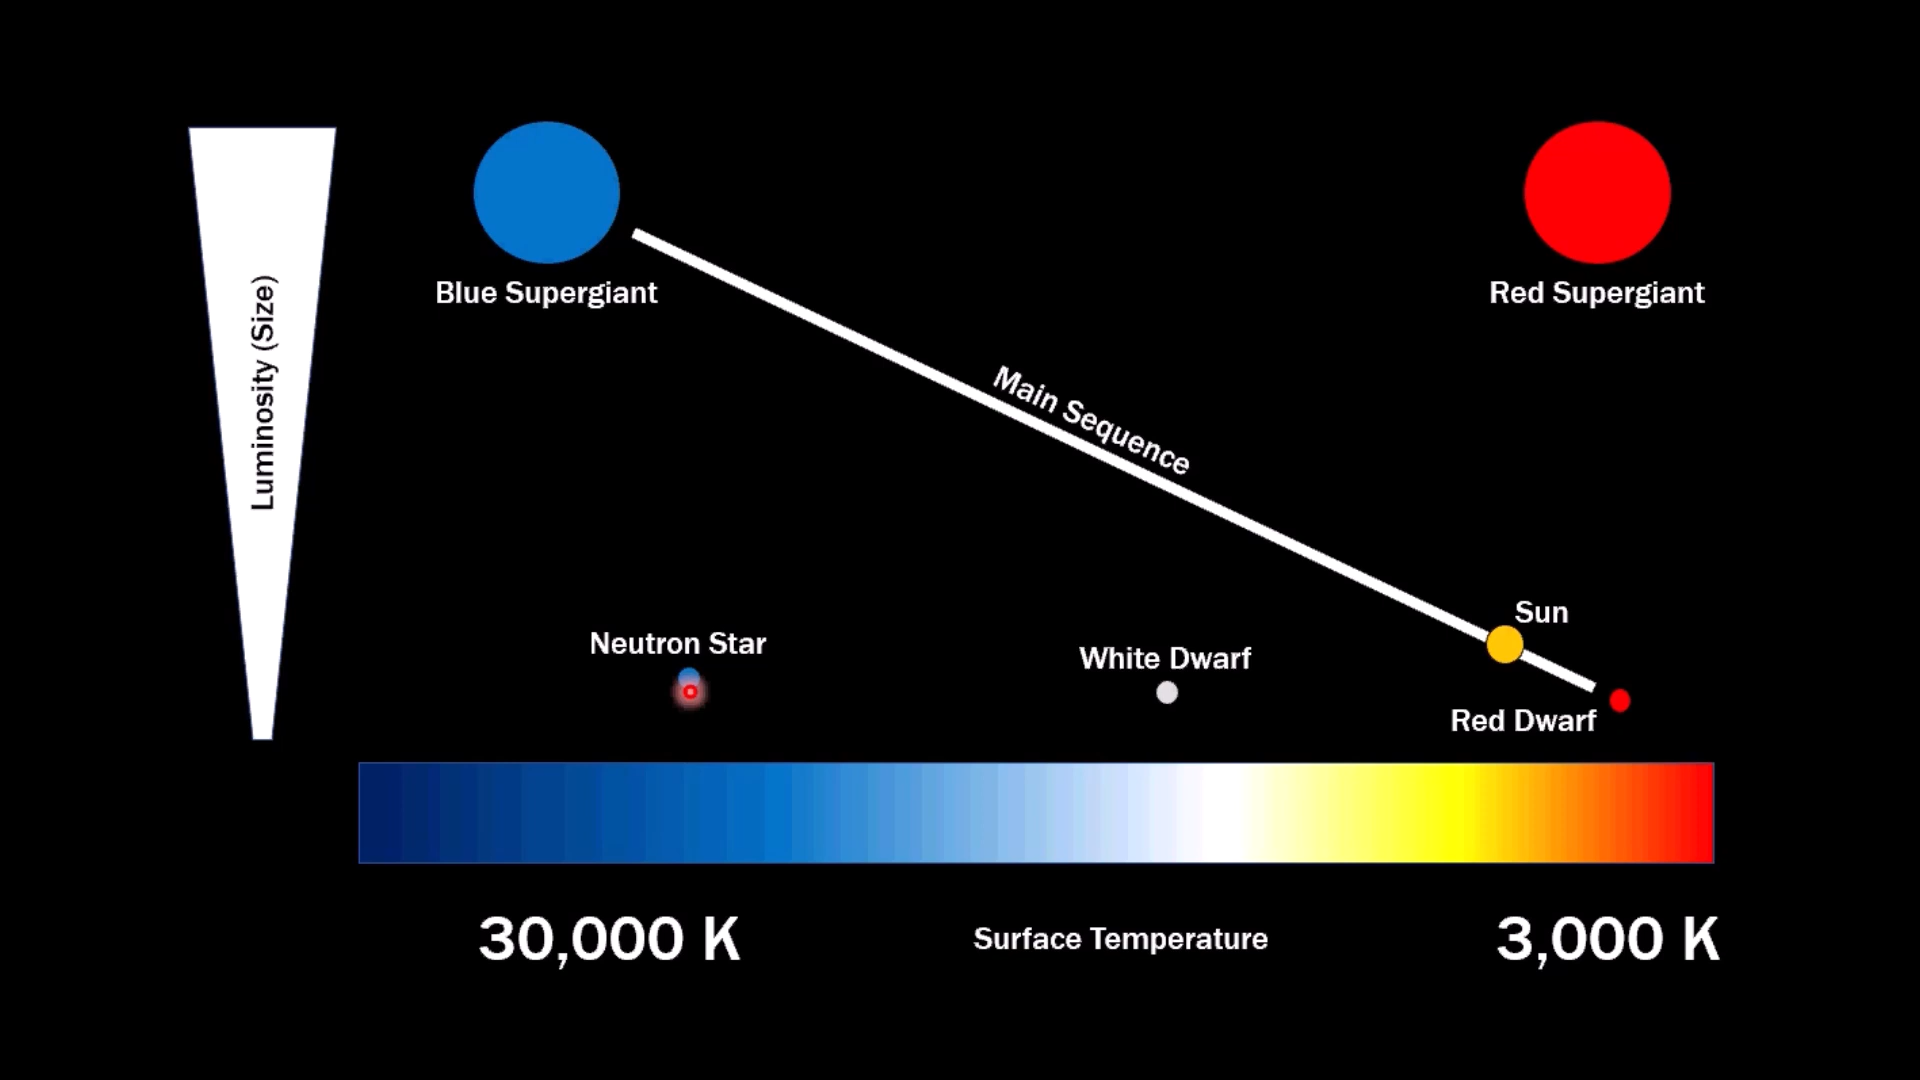 Blue Supergiant
Red Supergiant
Luminosity (Size)
Main Sequence
Sun
Neutron Star
White Dwarf
Red Dwarf
30,000 K
Surface Temperature
3,000 K